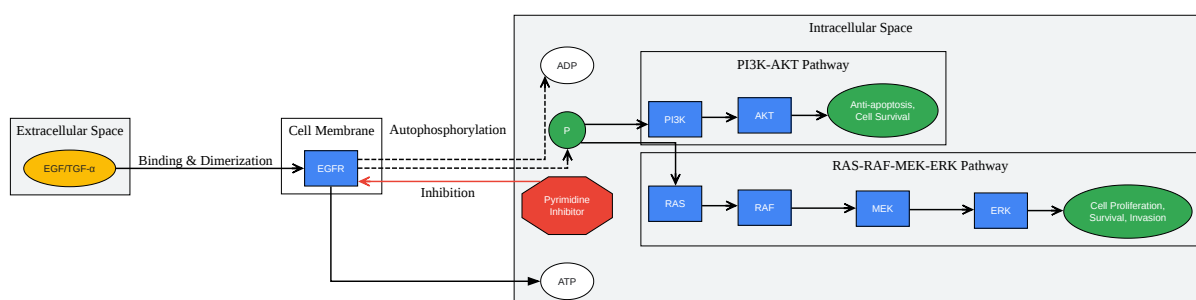 Intracellular Space
PI3K-AKT Pathway
ADP
Anti-apoptosis,
Cell Survival
PI3K
AKT
P
Extracellular Space
Cell Membrane
Autophosphorylation
EGF/TGF-α
Binding & Dimerization
EGFR
RAS-RAF-MEK-ERK Pathway
Inhibition
Pyrimidine
Inhibitor
RAS
RAF
MEK
ERK
Cell Proliferation,
Survival, Invasion
ATP